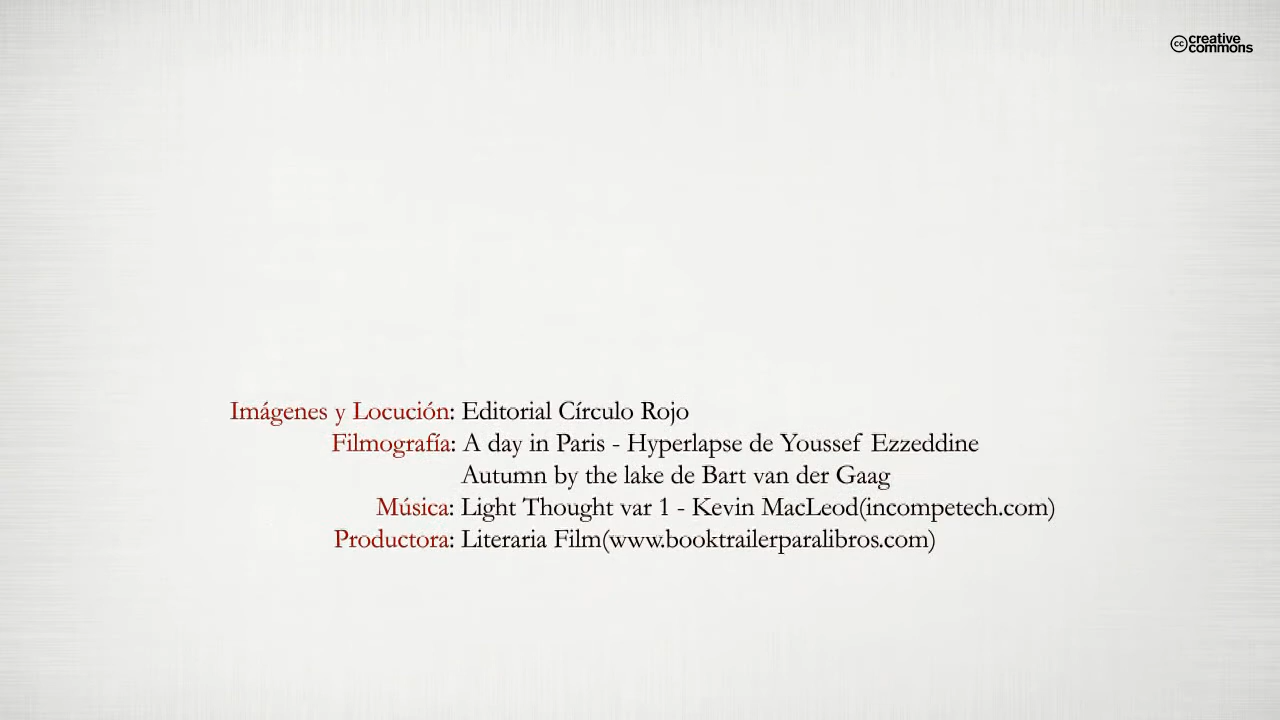 cc creative
commons
Imágenes y Locución: Editorial Círculo Rojo
Filmografía: A day in Paris - Hyperlapse de Youssef Ezzeddine
Autumn by the lake de Bart van der Gaag
Música: Light Thought var 1 - Kevin MacLeod(incompetech.com)
Productora: Literaria Film(www.booktrailerparalibros.com)